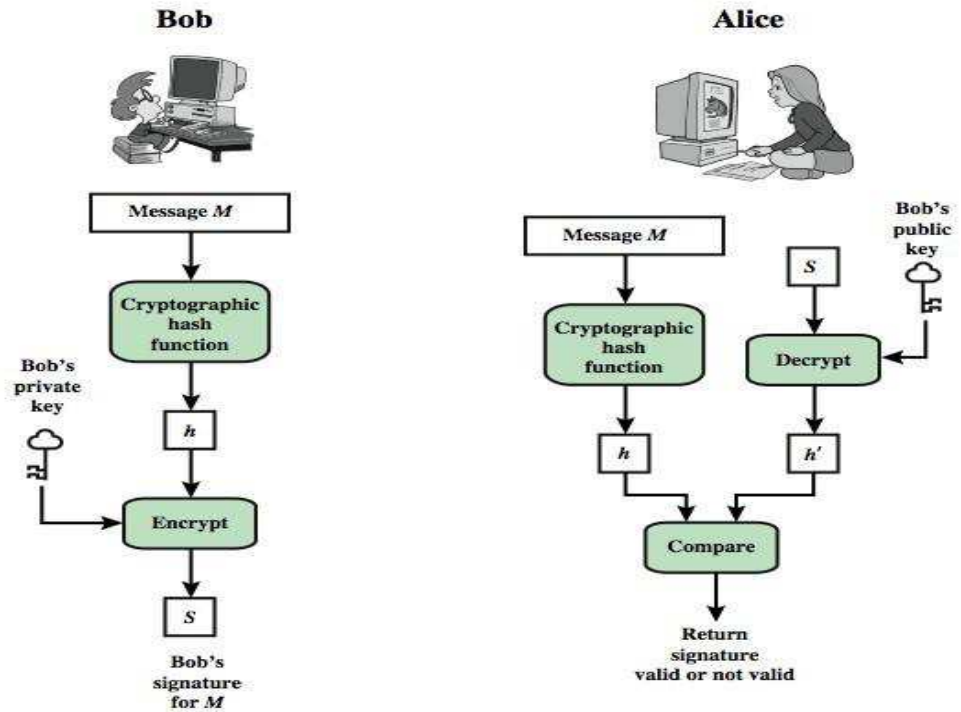 Bob
Message M
Cryptographic
hash
function
Bob's
private
key
h
Encrypt
S
Bob's
signature
for M
Alice
Message M
Bob's
public
key
S
Cryptographic
hash
function
Decrypt
h
h'
Compare
Return
signature
valid or not valid